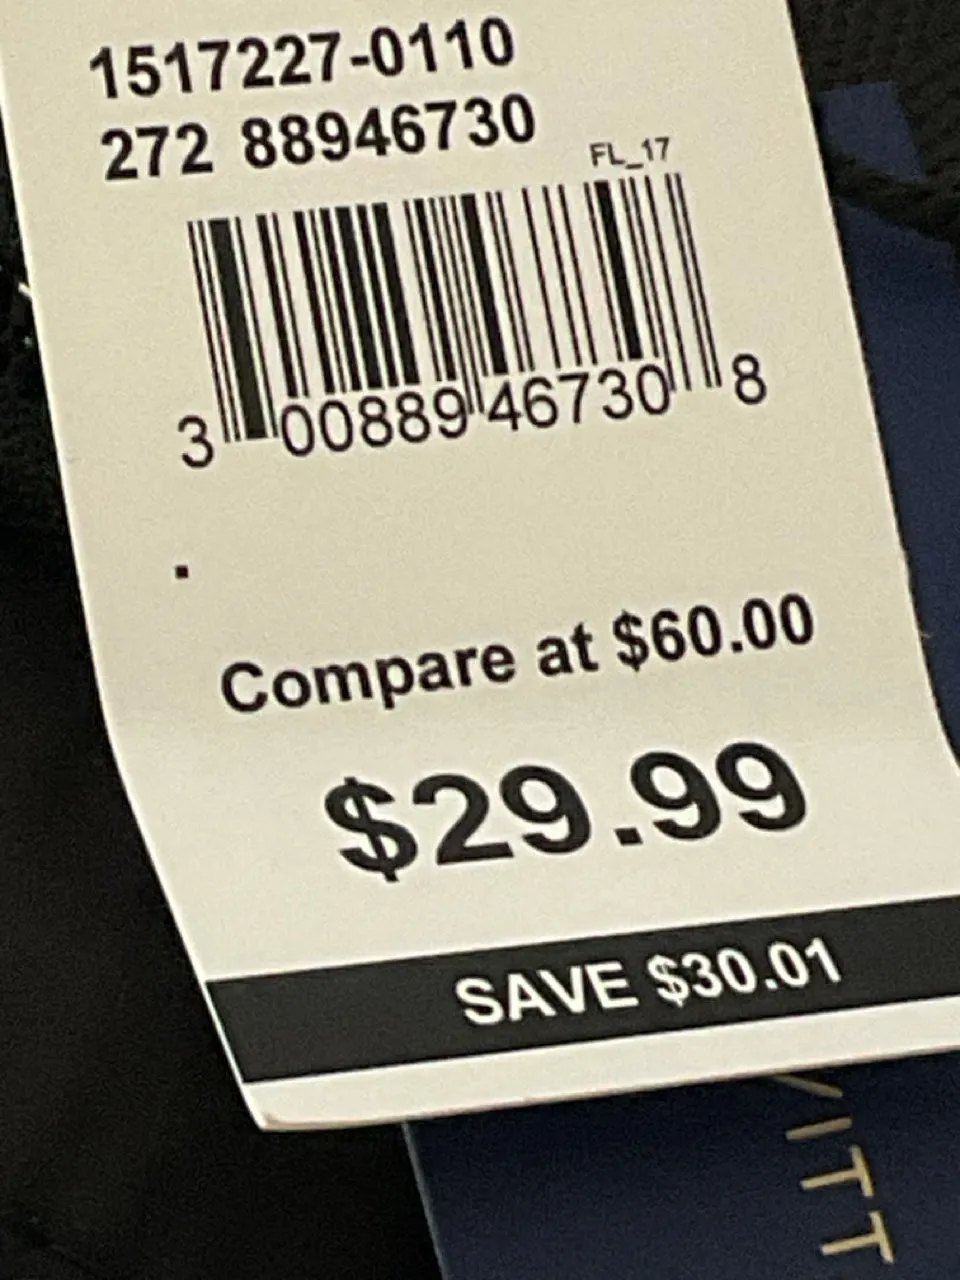 1517227-0110
272 88946730
FL_17
3 00889 46730 8
Compare at $60.00
$29.99
SAVE $30.01